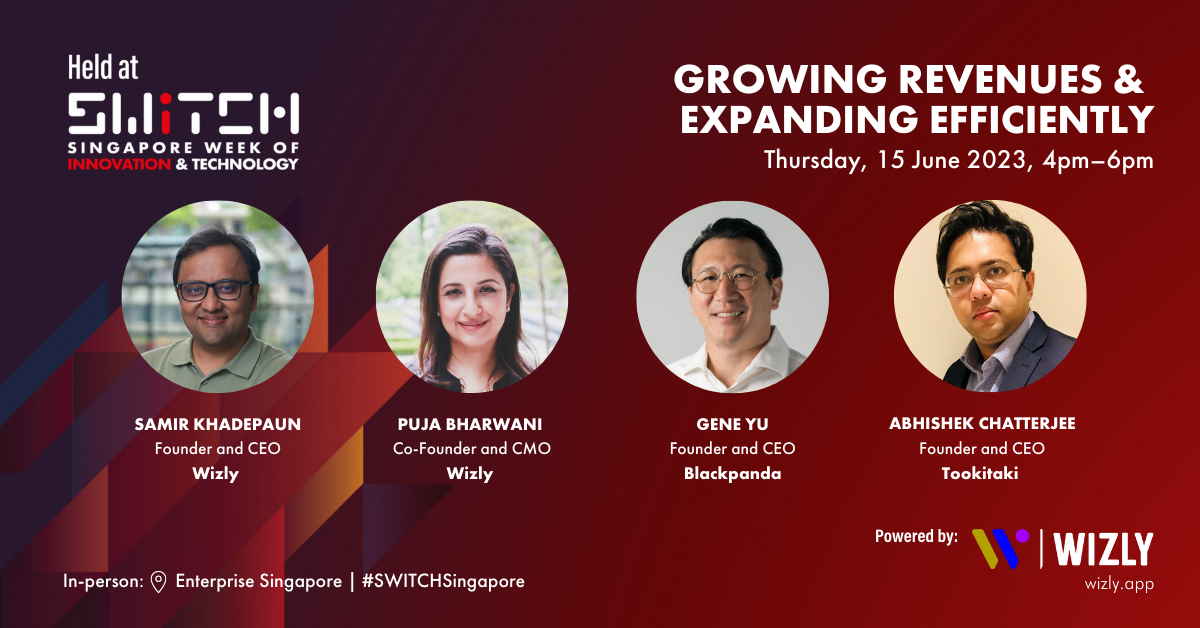 Held at
SWiTCH
SINGAPORE WEEK OF
INNOVATION & TECHNOLOGY
GROWING REVENUES &
EXPANDING EFFICIENTLY
Thursday, 15 June 2023, 4pm–6pm
SAMIR KHADEPAUN
Founder and CEO
Wizly
PUJA BHARWANI
Co-Founder and CMO
Wizly
GENE YU
Founder and CEO
Blackpanda
ABHISHEK CHATTERJEE
Founder and CEO
Tookitaki
In-person: Enterprise Singapore | #SWITCHSingapore
Powered by:
W | WIZLY
wizly.app